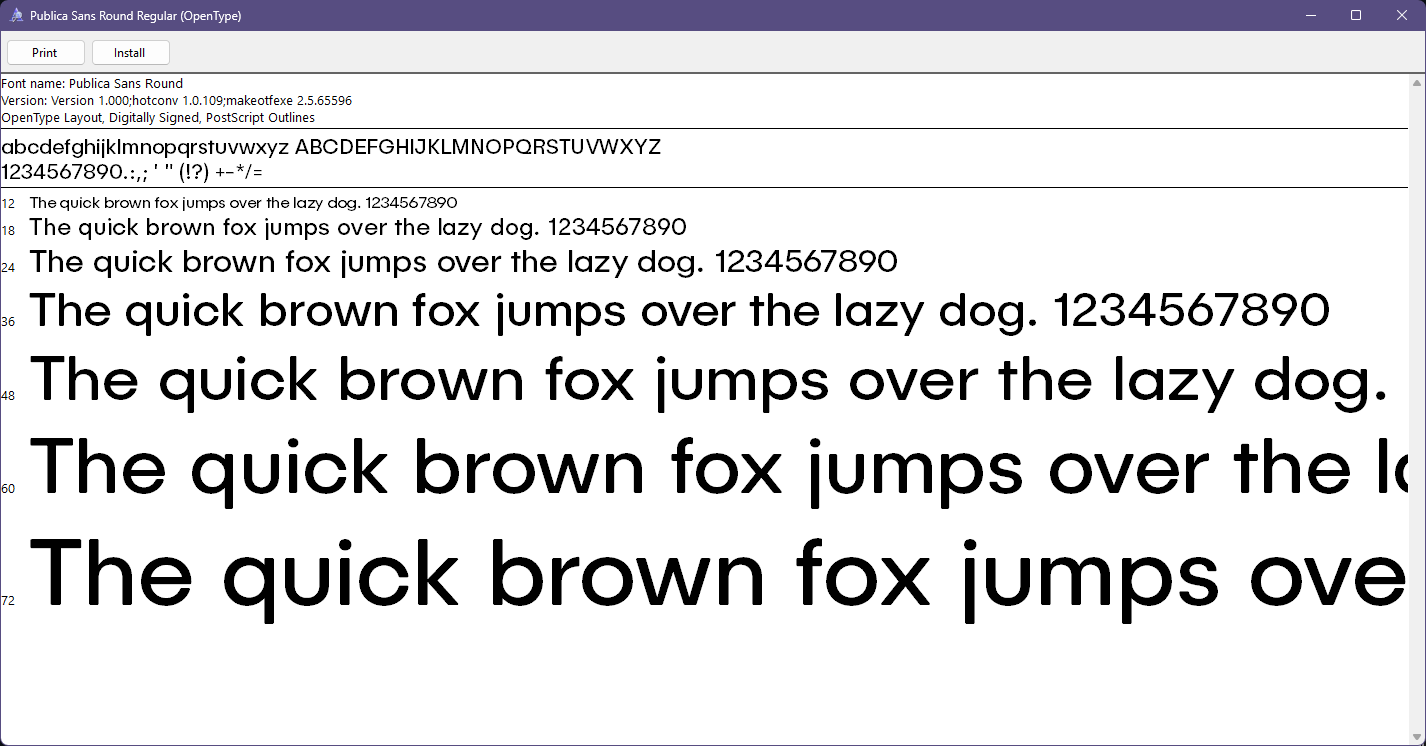 Publica Sans Round Regular (OpenType)
Print Install
Font name: Publica Sans Round
Version: Version 1.000;hotconv 1.0.109;makeotfexe 2.5.65596
OpenType Layout, Digitally Signed, PostScript Outlines
abcdefghijklmnopqrstuvwxyz ABCDEFGHIJKLMNOPQRSTUVWXYZ
1234567890.:,; ' " (!?) +-*/=
12 The quick brown fox jumps over the lazy dog. 1234567890
18 The quick brown fox jumps over the lazy dog. 1234567890
24 The quick brown fox jumps over the lazy dog. 1234567890
36 The quick brown fox jumps over the lazy dog. 1234567890
48 The quick brown fox jumps over the lazy dog.
60 The quick brown fox jumps over the
72 The quick brown fox jumps